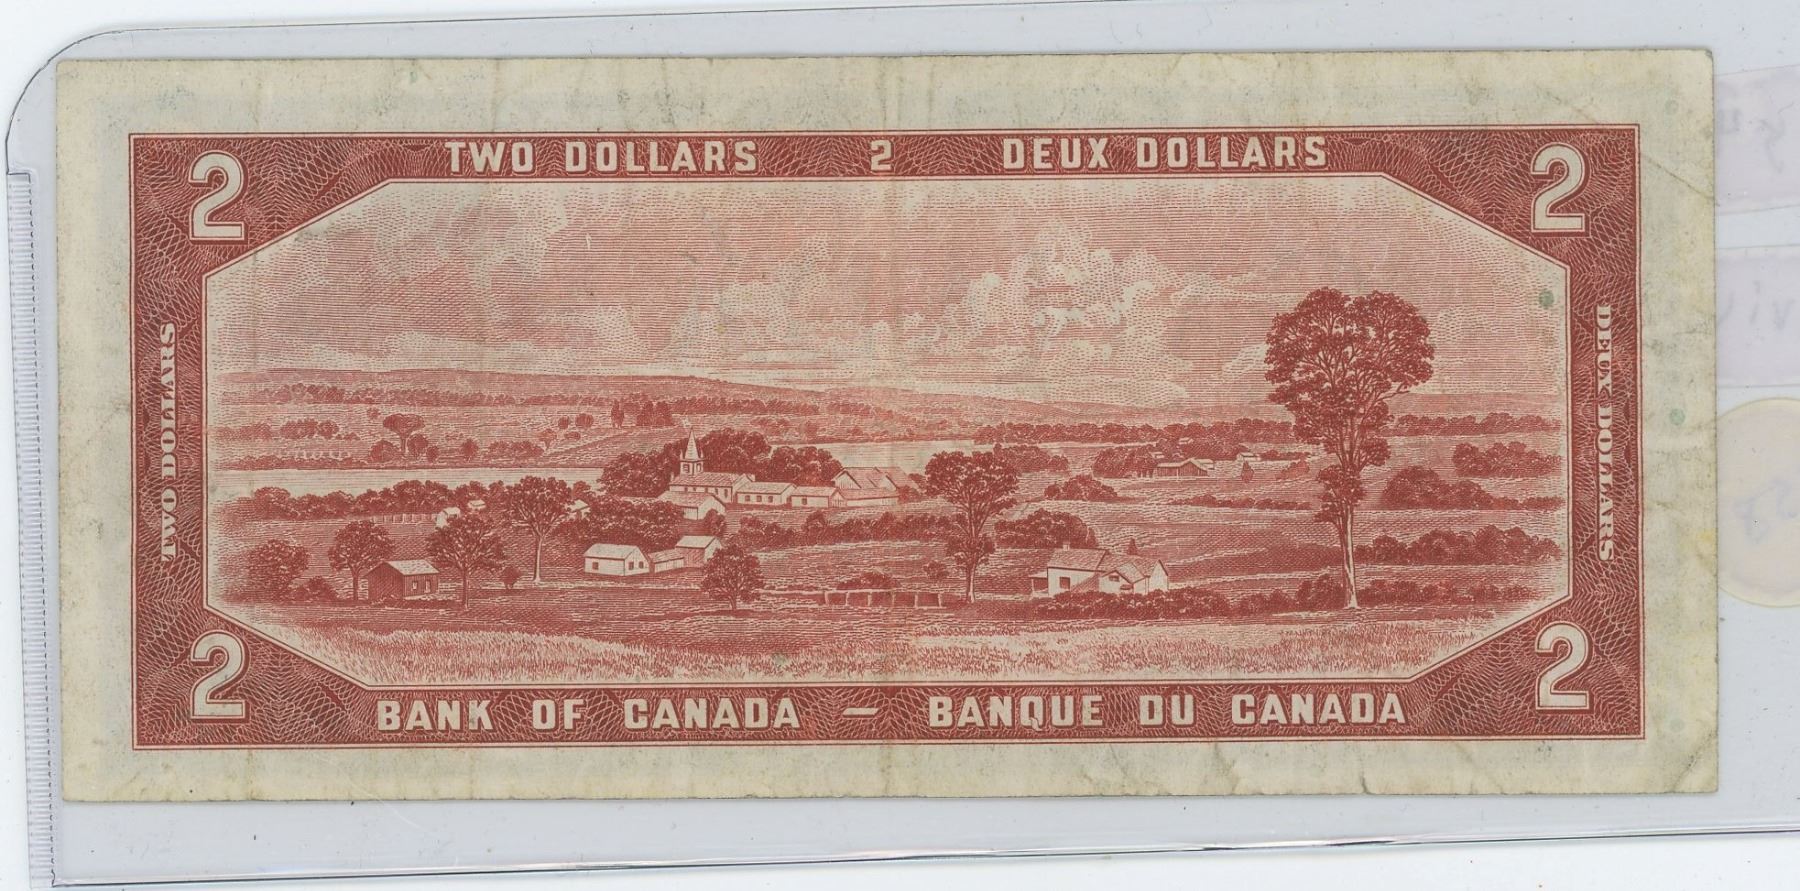 2 TWO DOLLARS 2 DEUX DOLLARS 2
TWO DOLLARS
DEUX DOLLARS
2 BANK OF CANADA — BANQUE DU CANADA 2